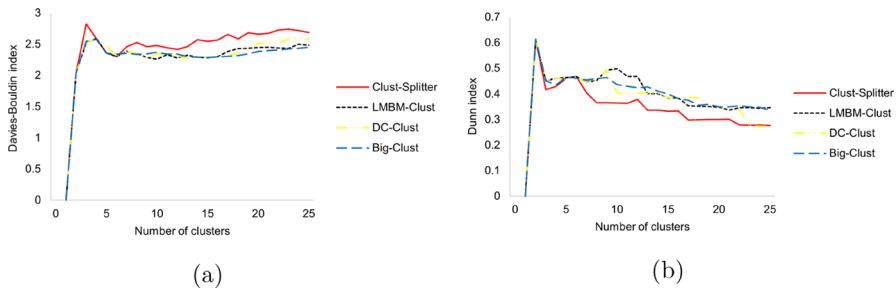 3
2.5
2
1.5
1
0.5
0
0 5 10 15 20 25
Davies-Bouldin index
Number of clusters
Clust-Splitter
LMBM-Clust
DC-Clust
Big-Clust
(a)
0.7
0.6
0.5
0.4
0.3
0.2
0.1
0
0 5 10 15 20 25
Dunn index
Number of clusters
Clust-Splitter
LMBM-Clust
DC-Clust
Big-Clust
(b)